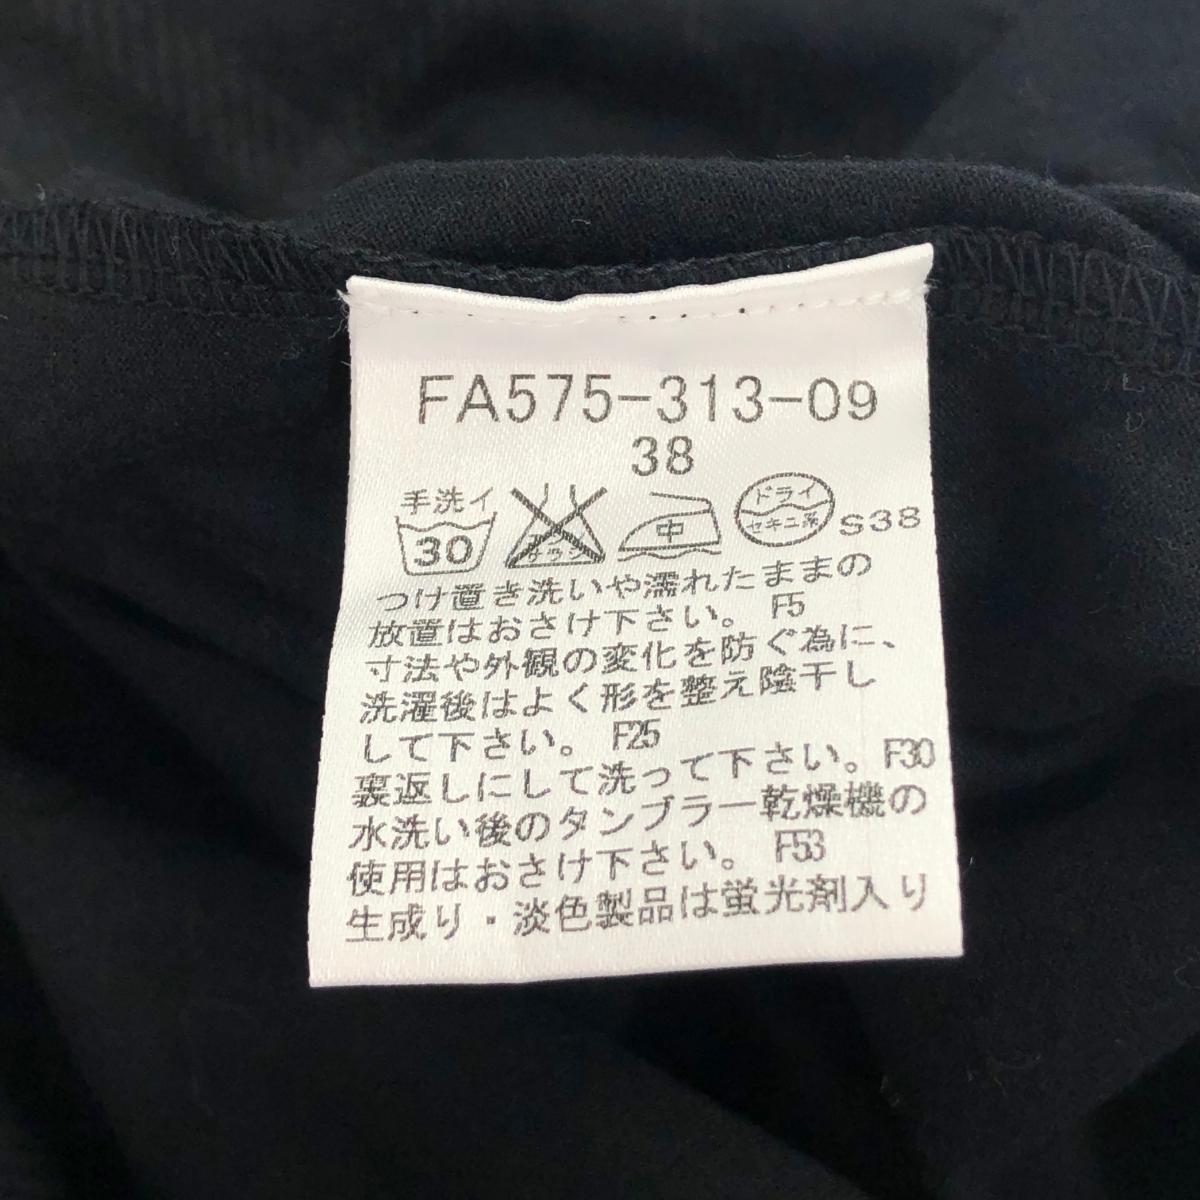 FA575-313-09
38
手洗イ 30 エンソサラシ 中 ドライ セキユ系 S38
つけ置き洗いや濡れたままの
放置はおさけ下さい。 F5
寸法や外観の変化を防ぐ為に、
洗濯後はよく形を整え陰干し
して下さい。 F25
裏返しにして洗って下さい。F30
水洗い後のタンブラー乾燥機の
使用はおさけ下さい。 F53
生成り・淡色製品は蛍光剤入り